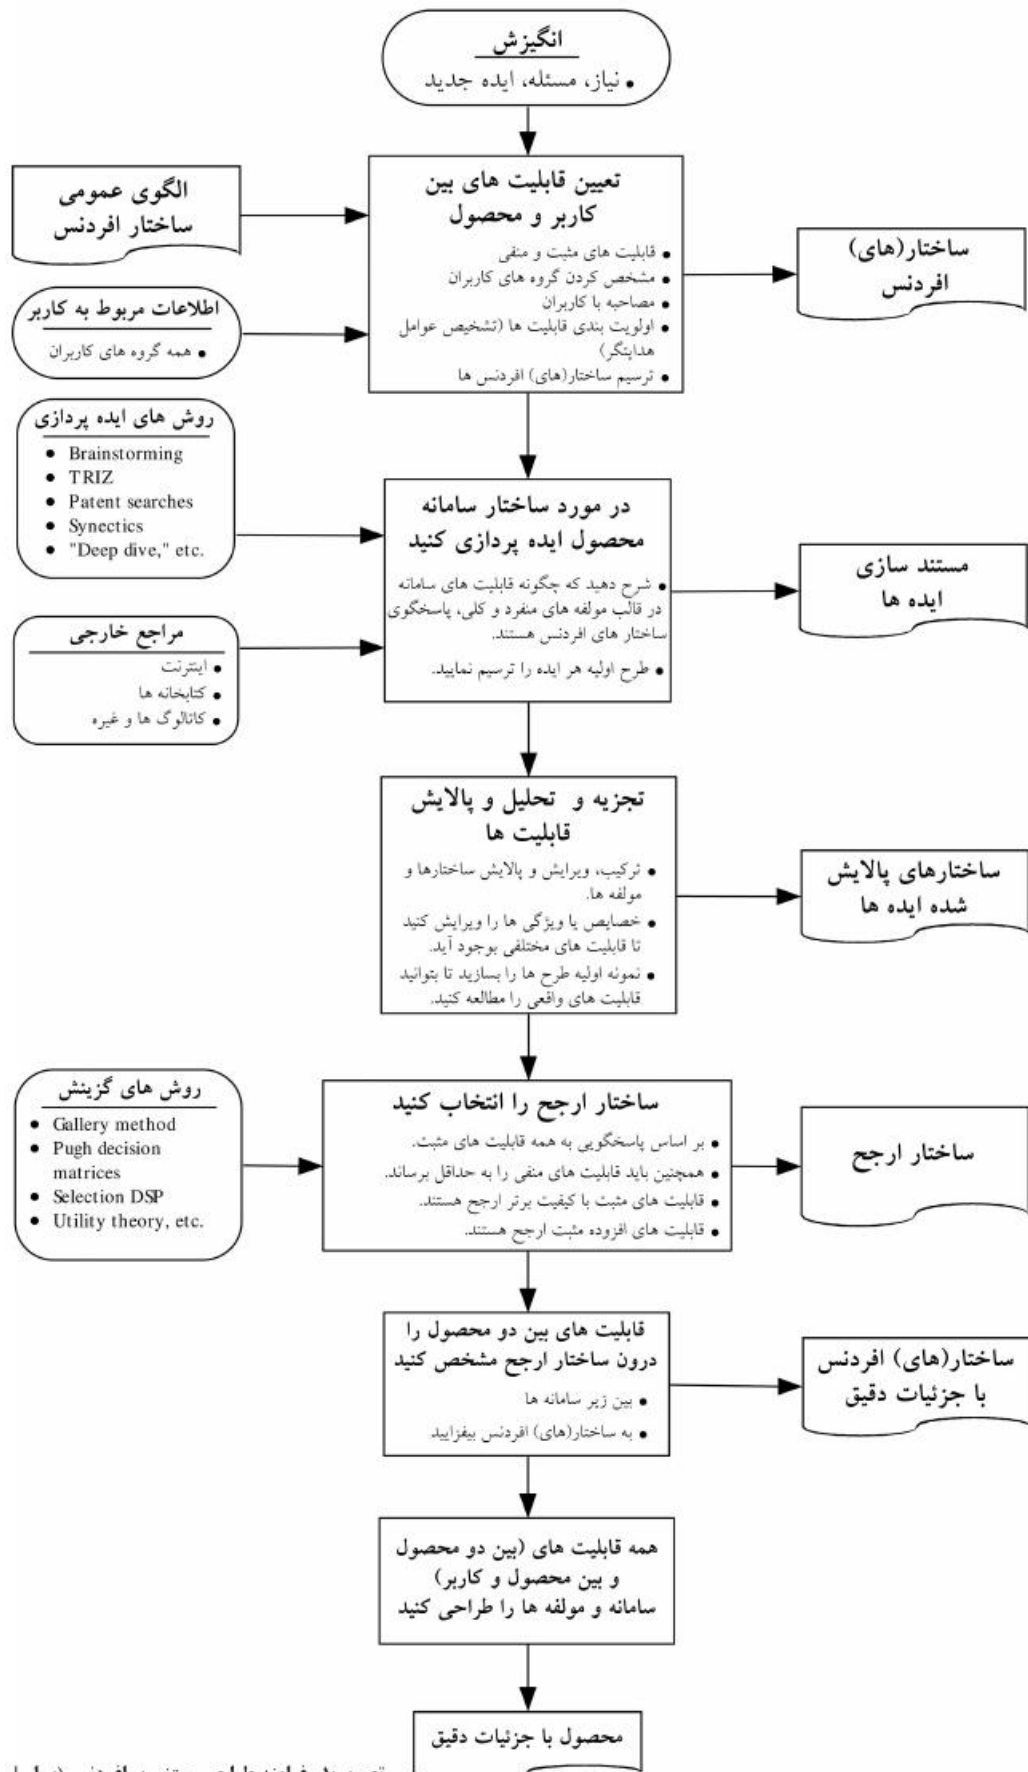 انگیزش
• نیاز، مسئله، ایده جدید
الگوی عمومی
ساختار افردنس
تعیین قابلیت های بین
کاربر و محصول
• قابلیت های مثبت و منفی
• مشخص کردن گروه های کاربران
• مصاحبه با کاربران
• اولویت بندی قابلیت ها (تشخیص عوامل
هدایتگر)
• ترسیم ساختار(های) افردنس ها
ساختار(های)
افردنس
اطلاعات مربوط به کاربر
• همه گروه های کاربران
روش های ایده پردازی
• Brainstorming
• TRIZ
• Patent searches
• Synectics
• "Deep dive," etc.
در مورد ساختار سامانه
محصول ایده پردازی کنید
• شرح دهید که چگونه قابلیت های سامانه
در قالب مولفه های منفرد و کلی، پاسخگوی
ساختار های افردنس هستند.
• طرح اولیه هر ایده را ترسیم نمایید.
مستند سازی
ایده ها
مراجع خارجی
• اینترنت
• کتابخانه ها
• کاتالوگ ها و غیره
تجزیه و تحلیل و پالایش
قابلیت ها
• ترکیب، ویرایش و پالایش ساختارها و
مولفه ها.
• خصایص یا ویژگی ها را ویرایش کنید
تا قابلیت های مختلفی بوجود آید.
• نمونه اولیه طرح ها را بسازید تا بتوانید
قابلیت های واقعی را مطالعه کنید.
ساختارهای پالایش
شده ایده ها
روش های گزینش
• Gallery method
• Pugh decision
matrices
• Selection DSP
• Utility theory, etc.
ساختار ارجح را انتخاب کنید
• بر اساس پاسخگویی به همه قابلیت های مثبت.
• همچنین باید قابلیت های منفی را به حداقل برساند.
• قابلیت های مثبت با کیفیت برتر ارجح هستند.
• قابلیت های افزوده مثبت ارجح هستند.
ساختار ارجح
قابلیت های بین دو محصول را
درون ساختار ارجح مشخص کنید
• بین زیر سامانه ها
• به ساختار(های) افردنس بیفزایید
ساختار(های) افردنس
با جزئیات دقیق
همه قابلیت های (بین دو محصول
و بین محصول و کاربر)
سامانه و مولفه ها را طراحی کنید
محصول با جزئیات دقیق